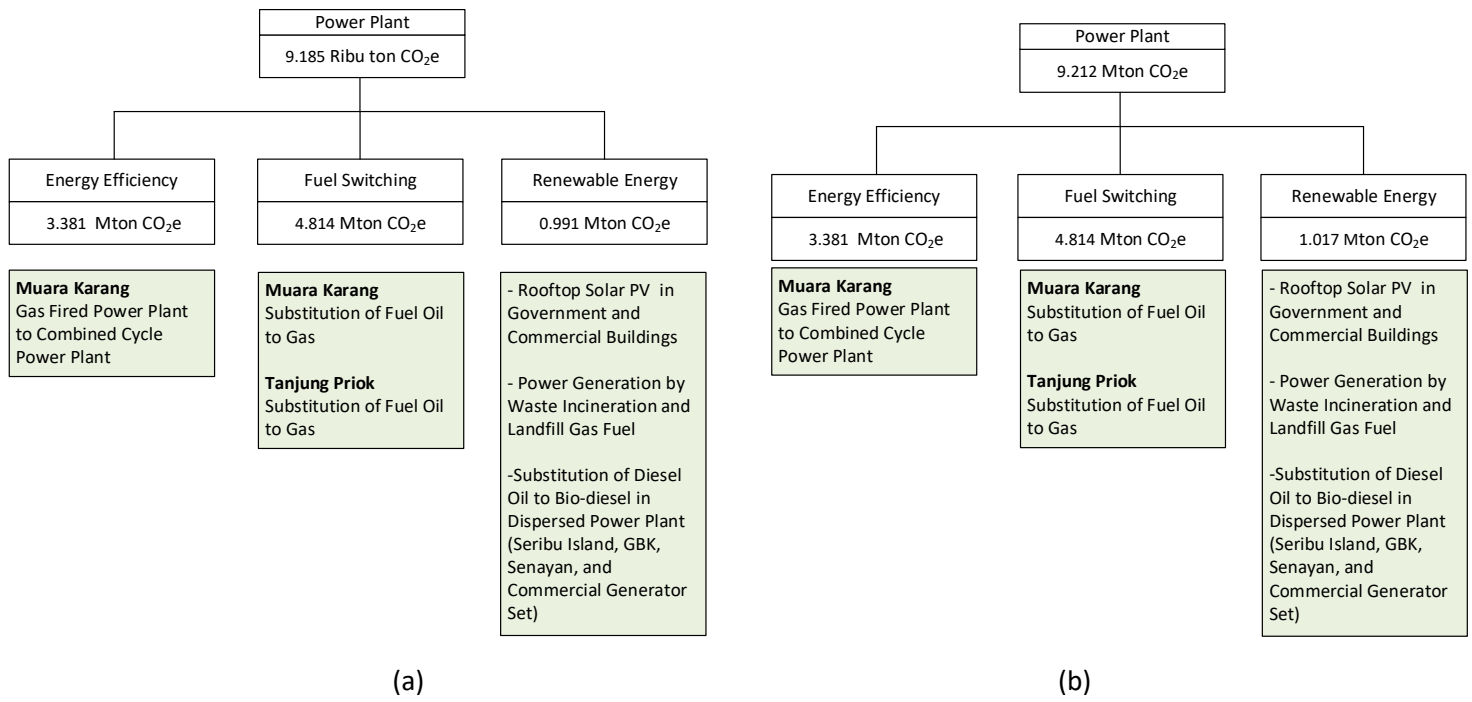 Power Plant
9.185 Ribu ton CO₂e
Energy Efficiency
3.381 Mton CO₂e
Muara Karang
Gas Fired Power Plant
to Combined Cycle
Power Plant
Fuel Switching
4.814 Mton CO₂e
Muara Karang
Substitution of Fuel Oil
to Gas
Tanjung Priok
Substitution of Fuel Oil
to Gas
Renewable Energy
0.991 Mton CO₂e
- Rooftop Solar PV in
Government and
Commercial Buildings
- Power Generation by
Waste Incineration and
Landfill Gas Fuel
-Substitution of Diesel
Oil to Bio-diesel in
Dispersed Power Plant
(Seribu Island, GBK,
Senayan, and
Commercial Generator
Set)
(a)
Power Plant
9.212 Mton CO₂e
Energy Efficiency
3.381 Mton CO₂e
Muara Karang
Gas Fired Power Plant
to Combined Cycle
Power Plant
Fuel Switching
4.814 Mton CO₂e
Muara Karang
Substitution of Fuel Oil
to Gas
Tanjung Priok
Substitution of Fuel Oil
to Gas
Renewable Energy
1.017 Mton CO₂e
- Rooftop Solar PV in
Government and
Commercial Buildings
- Power Generation by
Waste Incineration and
Landfill Gas Fuel
-Substitution of Diesel
Oil to Bio-diesel in
Dispersed Power Plant
(Seribu Island, GBK,
Senayan, and
Commercial Generator
Set)
(b)